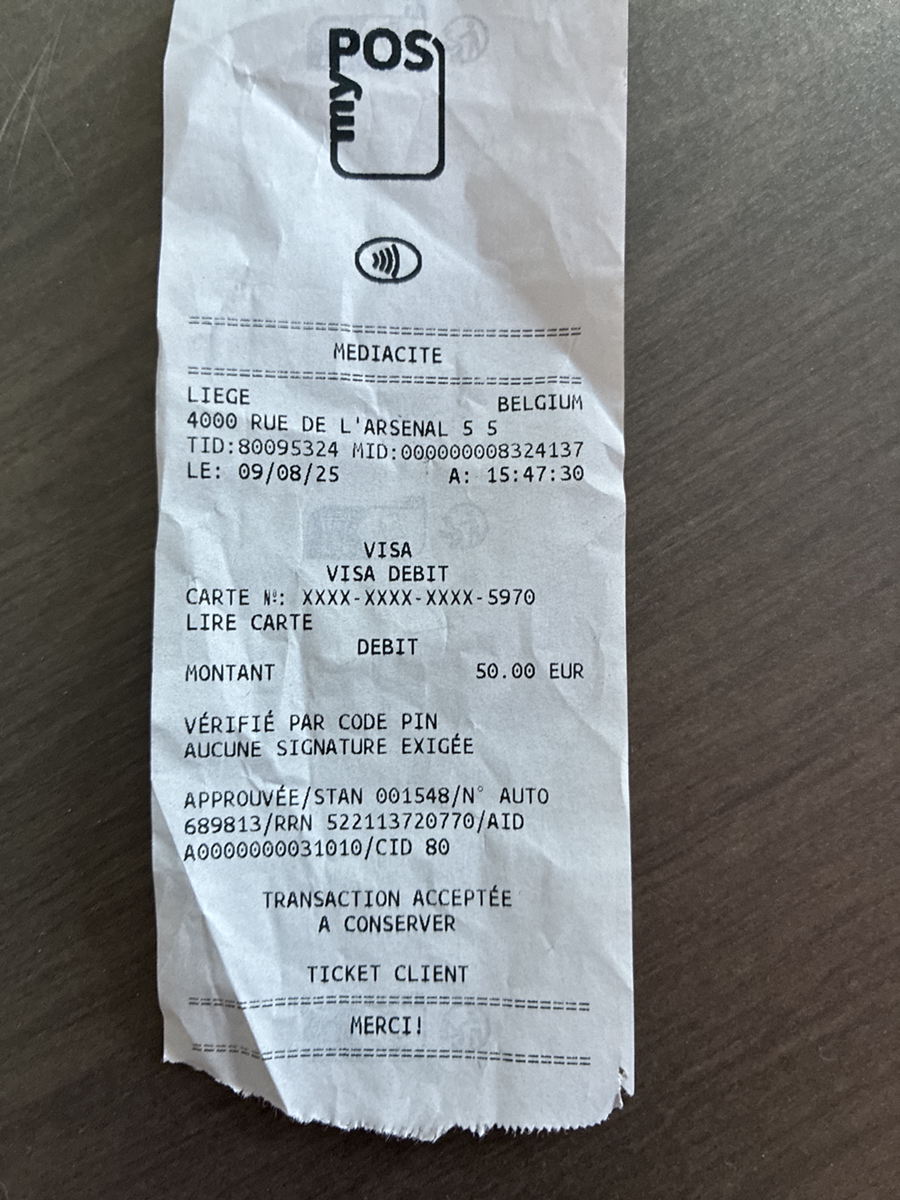 POS
my
================================
MEDIACITE
================================
LIEGE BELGIUM
4000 RUE DE L'ARSENAL 5 5
TID:80095324 MID:000000008324137
LE: 09/08/25 A: 15:47:30
VISA
VISA DEBIT
CARTE №: XXXX-XXXX-XXXX-5970
LIRE CARTE
DEBIT
MONTANT 50.00 EUR
VÉRIFIÉ PAR CODE PIN
AUCUNE SIGNATURE EXIGÉE
APPROUVÉE/STAN 001548/N° AUTO
689813/RRN 522113720770/AID
A0000000031010/CID 80
TRANSACTION ACCEPTÉE
A CONSERVER
TICKET CLIENT
================================
MERCI!
================================